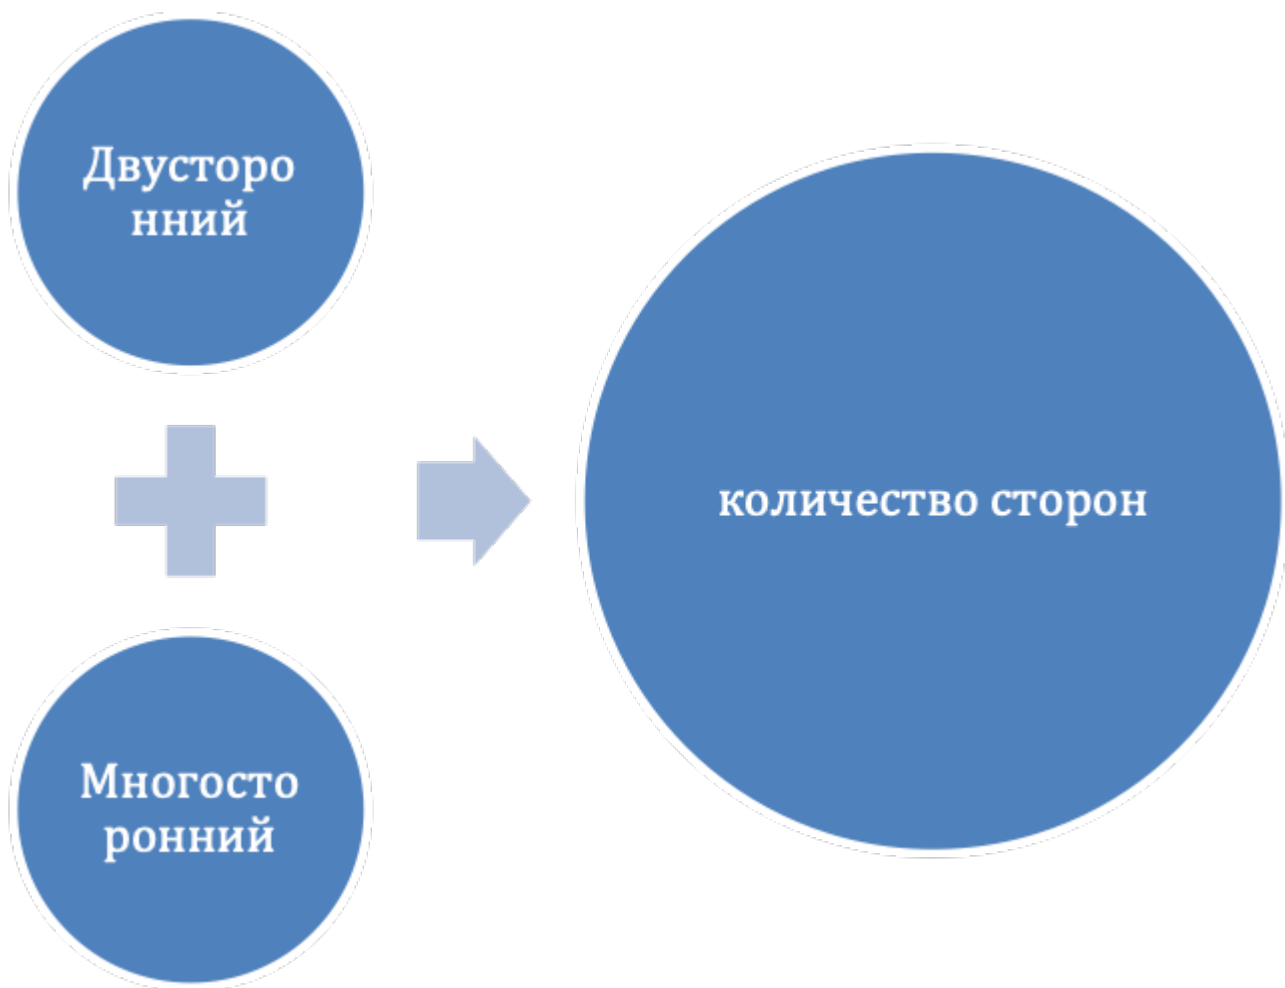 Двусторо
нний
количество сторон
Многосто
ронний